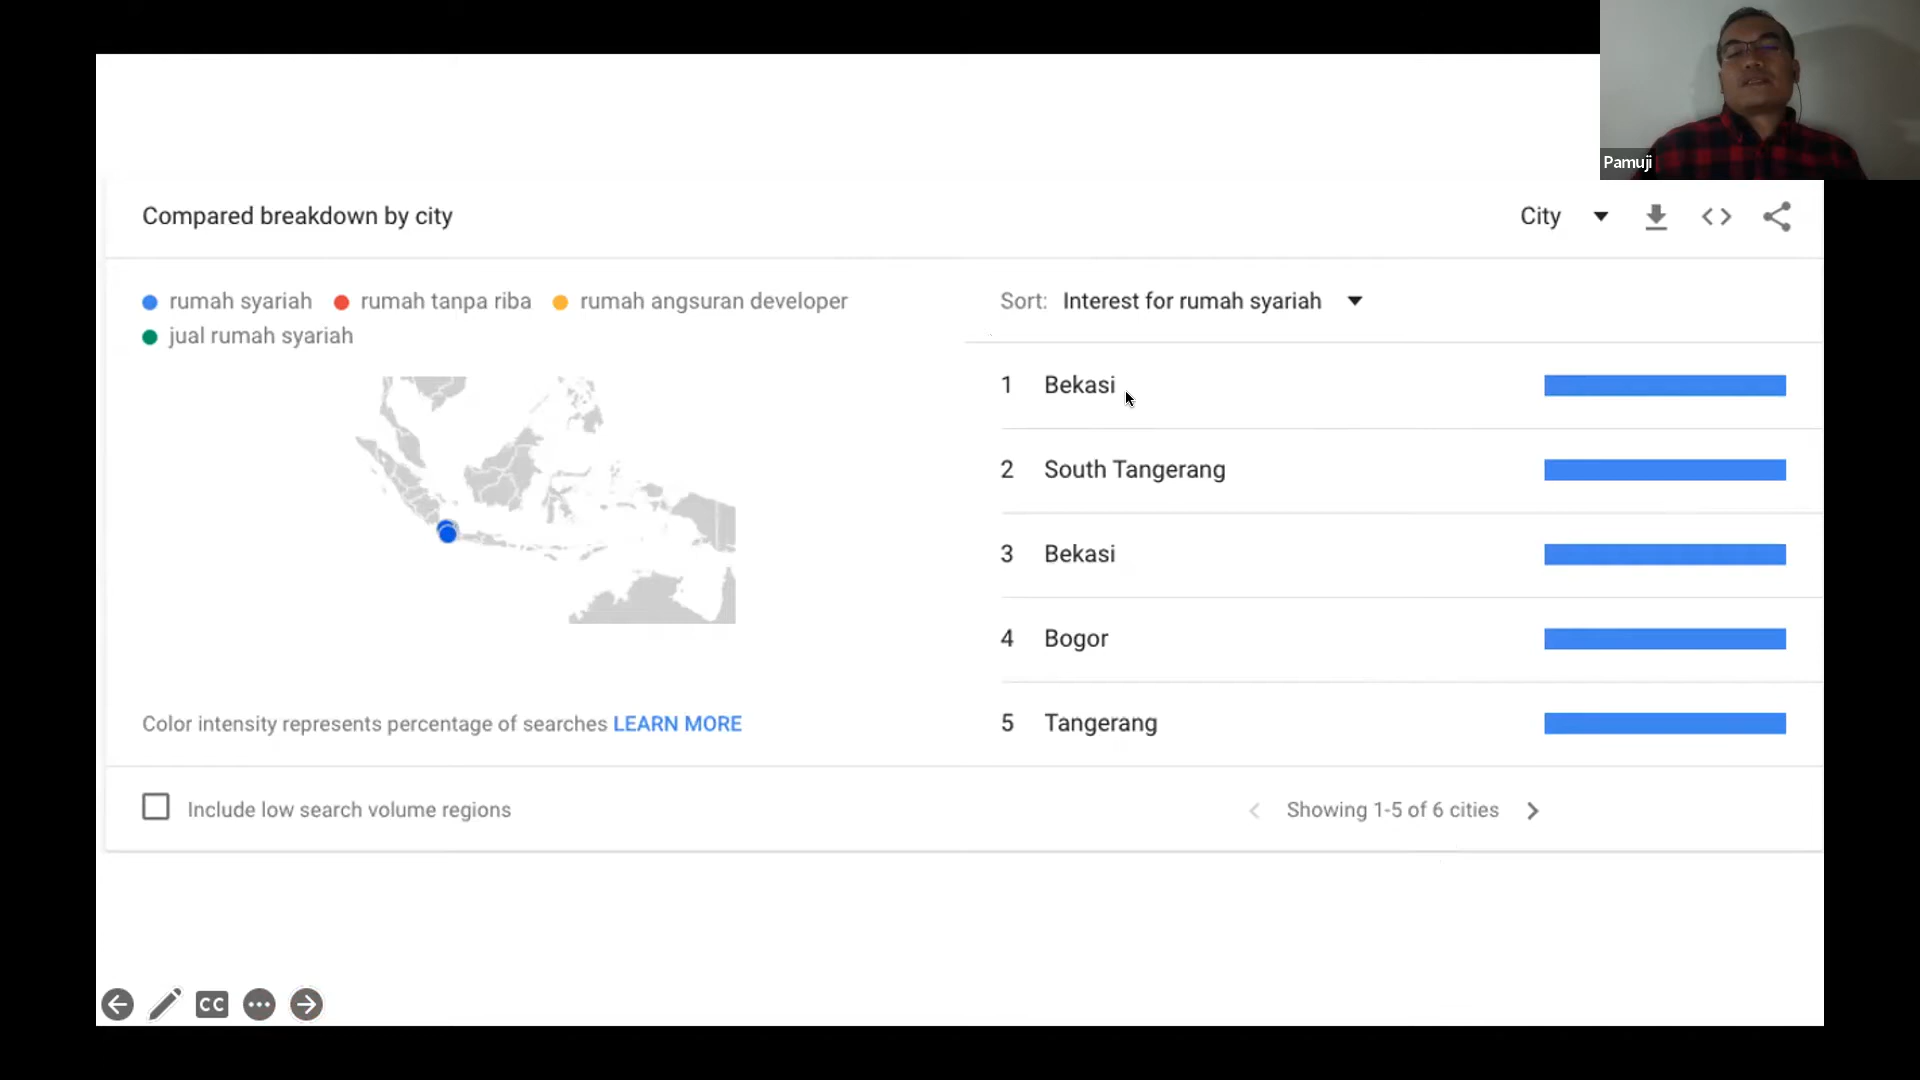 Pamuji
Compared breakdown by city
City
rumah syariah rumah tanpa riba rumah angsuran developer
jual rumah syariah
Sort: Interest for rumah syariah
1 Bekasi
2 South Tangerang
3 Bekasi
4 Bogor
5 Tangerang
Color intensity represents percentage of searches LEARN MORE
Include low search volume regions
Showing 1-5 of 6 cities
CC